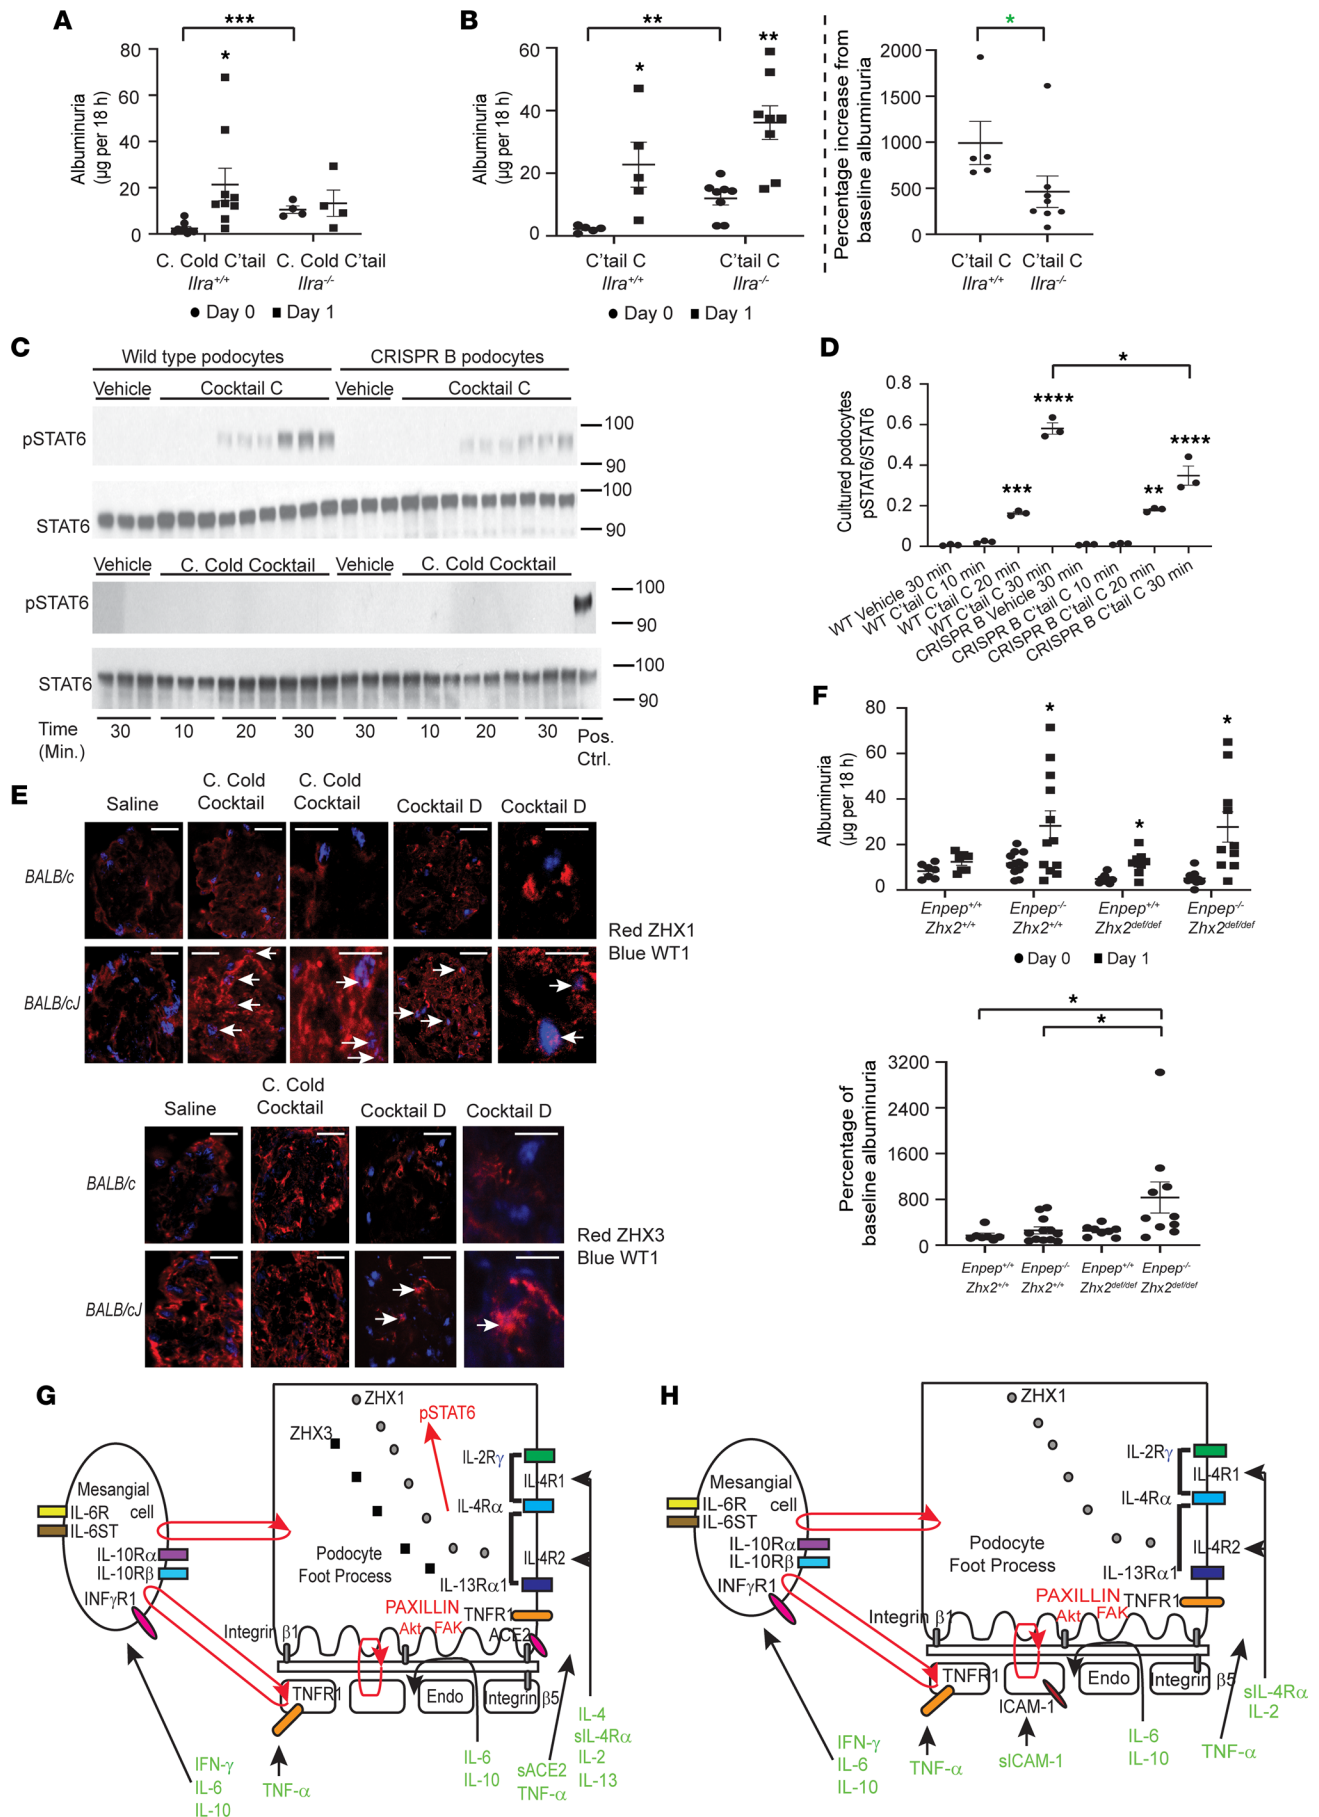 A
***
*
80
60
40
20
0
Albuminuria
(µg per 18 h)
C. Cold C'tail
Ilra+/+
C. Cold C'tail
Ilra-/-
● Day 0 ■ Day 1
B
**
*
**
60
40
20
0
Albuminuria
(µg per 18 h)
C'tail C
Ilra+/+
C'tail C
Ilra-/-
● Day 0 ■ Day 1
*
2000
1500
1000
500
0
Percentage increase from
baseline albuminuria
C'tail C
Ilra+/+
C'tail C
Ilra-/-
C
Wild type podocytes
CRISPR B podocytes
Vehicle
Cocktail C
Vehicle
Cocktail C
pSTAT6
100
90
STAT6
100
90
Vehicle
C. Cold Cocktail
Vehicle
C. Cold Cocktail
pSTAT6
100
90
STAT6
100
90
Time
(Min.)
30 10 20 30 30 10 20 30
Pos.
Ctrl.
D
*
****
****
***
**
0.8
0.6
0.4
0.2
0
Cultured podocytes
pSTAT6/STAT6
WT Vehicle 30 min
WT C'tail C 10 min
WT C'tail C 20 min
WT C'tail C 30 min
CRISPR B Vehicle 30 min
CRISPR B C'tail C 10 min
CRISPR B C'tail C 20 min
CRISPR B C'tail C 30 min
E
Saline
C. Cold
Cocktail
C. Cold
Cocktail
Cocktail D
Cocktail D
BALB/c
BALB/cJ
Red ZHX1
Blue WT1
Saline
C. Cold
Cocktail
Cocktail D
Cocktail D
BALB/c
BALB/cJ
Red ZHX3
Blue WT1
F
*
*
*
80
60
40
20
0
Albuminuria
(µg per 18 h)
Enpep+/+
Zhx2+/+
Enpep-/-
Zhx2+/+
Enpep+/+
Zhx2def/def
Enpep-/-
Zhx2def/def
● Day 0 ■ Day 1
*
*
3200
2400
1600
800
0
Percentage of
baseline albuminuria
Enpep+/+
Zhx2+/+
Enpep-/-
Zhx2+/+
Enpep+/+
Zhx2def/def
Enpep-/-
Zhx2def/def
G
ZHX1
pSTAT6
ZHX3
IL-2Rγ
IL-4R1
IL-4Rα
Mesangial
cell
IL-6R
IL-6ST
IL-10Rα
IL-10Rβ
INFγR1
Podocyte
Foot Process
IL-4R2
IL-13Rα1
PAXILLIN
Akt
FAK
TNFR1
ACE2
Integrin β1
TNFR1
Endo
Integrin β5
IFN-γ
IL-6
IL-10
TNF-α
IL-6
IL-10
sACE2
TNF-α
IL-4
sIL-4Rα
IL-2
IL-13
H
ZHX1
IL-2Rγ
IL-4R1
IL-4Rα
Mesangial
cell
IL-6R
IL-6ST
IL-10Rα
IL-10Rβ
INFγR1
Podocyte
Foot Process
IL-4R2
IL-13Rα1
PAXILLIN
Akt
FAK
TNFR1
Integrin β1
TNFR1
ICAM-1
Endo
Integrin β5
IFN-γ
IL-6
IL-10
TNF-α
sICAM-1
IL-6
IL-10
TNF-α
sIL-4Rα
IL-2